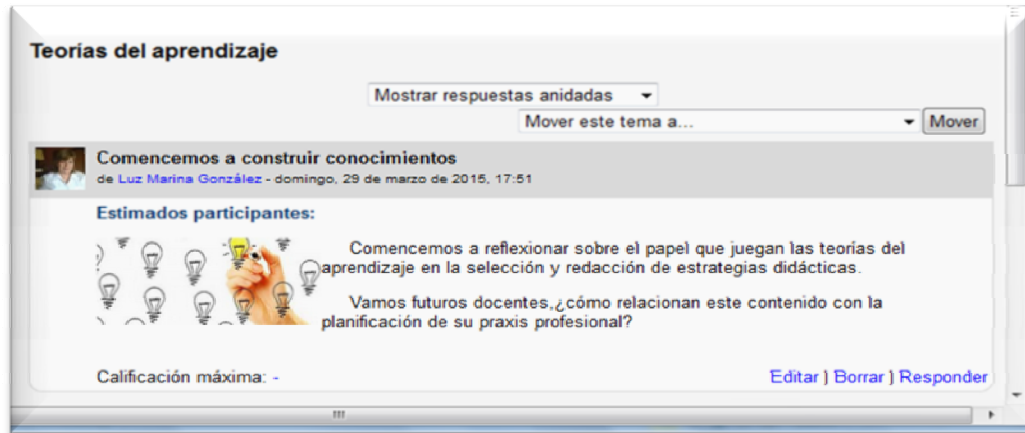 Teorías del aprendizaje
Mostrar respuestas anidadas
Mover este tema a...
Mover
Comencemos a construir conocimientos
de Luz Marina González - domingo, 29 de marzo de 2015, 17:51
Estimados participantes:
Comencemos a reflexionar sobre el papel que juegan las teorías del
aprendizaje en la selección y redacción de estrategias didácticas.
Vamos futuros docentes,¿cómo relacionan este contenido con la
planificación de su praxis profesional?
Calificación máxima: -
Editar | Borrar | Responder